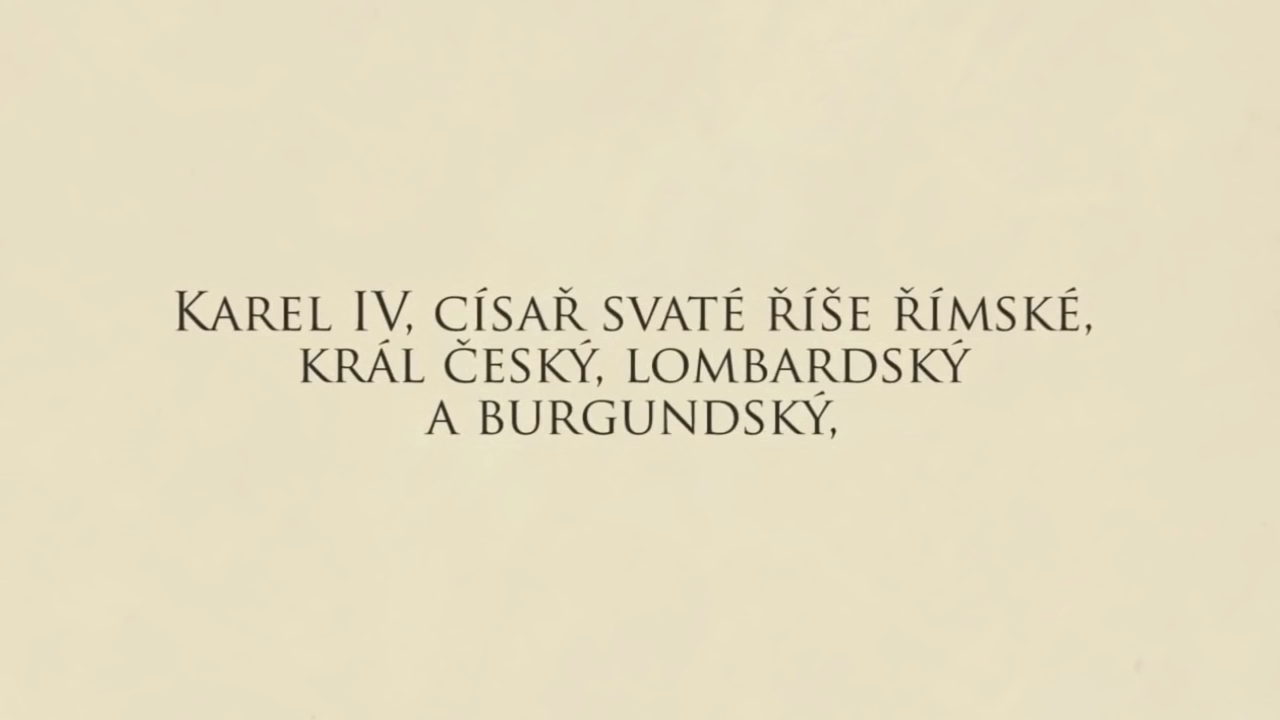 Karel IV, císař svaté říše římské,
král český, lombardský
a burgundský,